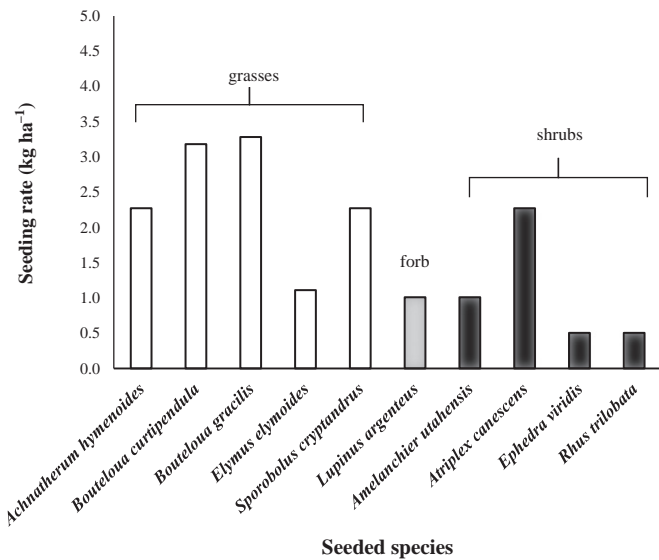 5.0
4.5
4.0
3.5
3.0
2.5
2.0
1.5
1.0
0.5
0.0
Seeding rate (kg ha⁻¹)
grasses
forb
shrubs
Achnatherum hymenoides
Bouteloua curtipendula
Bouteloua gracilis
Elymus elymoides
Sporobolus cryptandrus
Lupinus argenteus
Amelanchier utahensis
Atriplex canescens
Ephedra viridis
Rhus trilobata
Seeded species